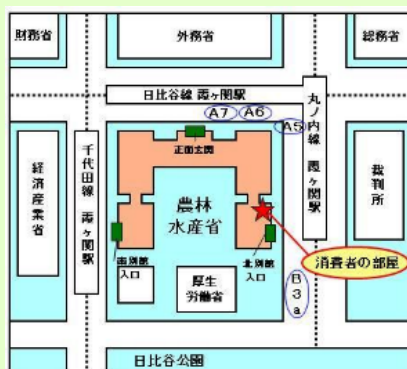 財務省
外務省
総務省
日比谷線 霞ヶ関駅
A7
A6
A5
正面玄関
千代田線 霞ヶ関駅
丸ノ内線 霞ヶ関駅
経済産業省
農林
水産省
裁判所
南別館
入口
北別館
入口
消費者の部屋
厚生
労働省
B3a
日比谷公園